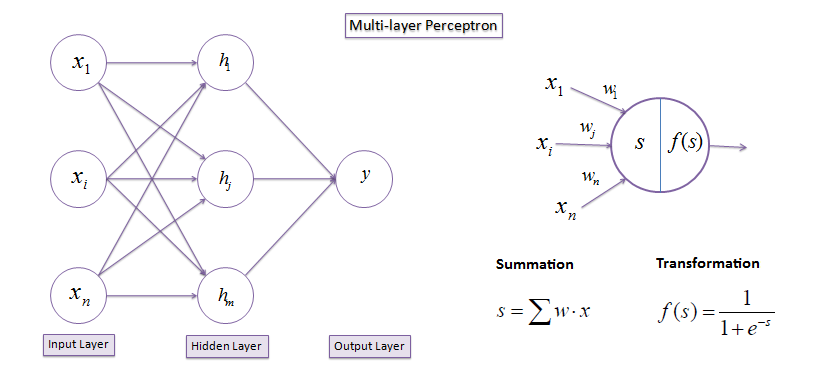 Multi-layer Perceptron
x₁
xᵢ
xₙ
h₁
hⱼ
hₘ
y
Input Layer
Hidden Layer
Output Layer
x₁ w₁
xᵢ wⱼ
xₙ wₙ
s f(s)
Summation
s = ∑ w · x
Transformation
f(s) = 1 / (1 + e⁻ˢ)